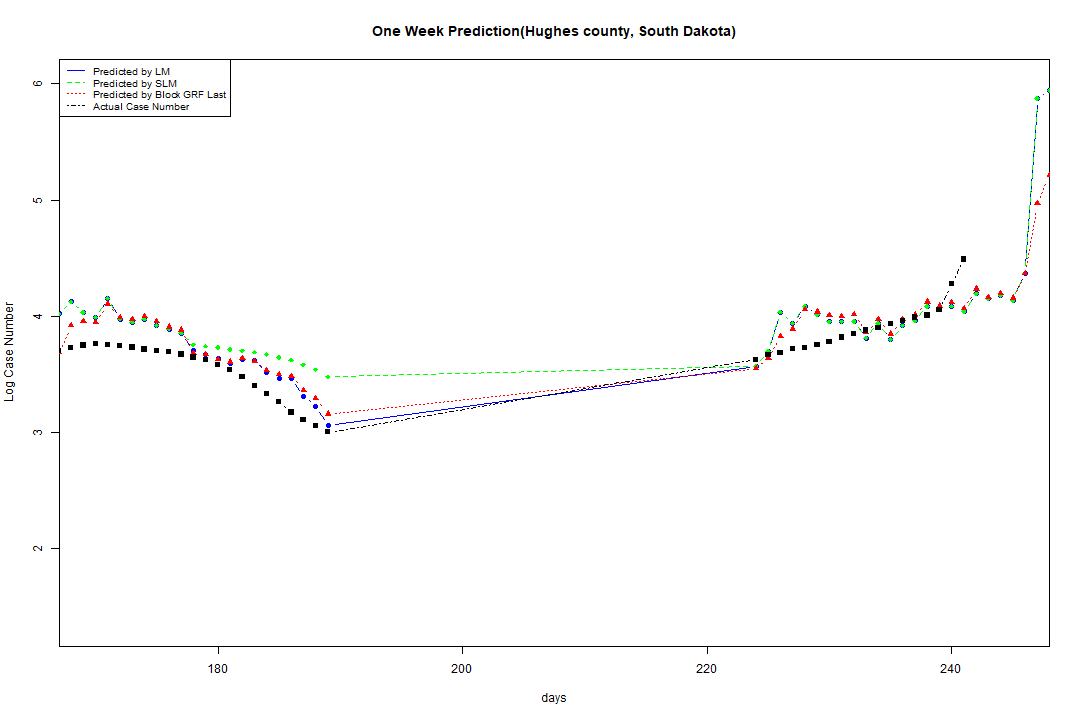 One Week Prediction(Hughes county, South Dakota)
Predicted by LM
Predicted by SLM
Predicted by Block GRF Last
Actual Case Number
6
5
4
3
2
Log Case Number
180 200 220 240
days